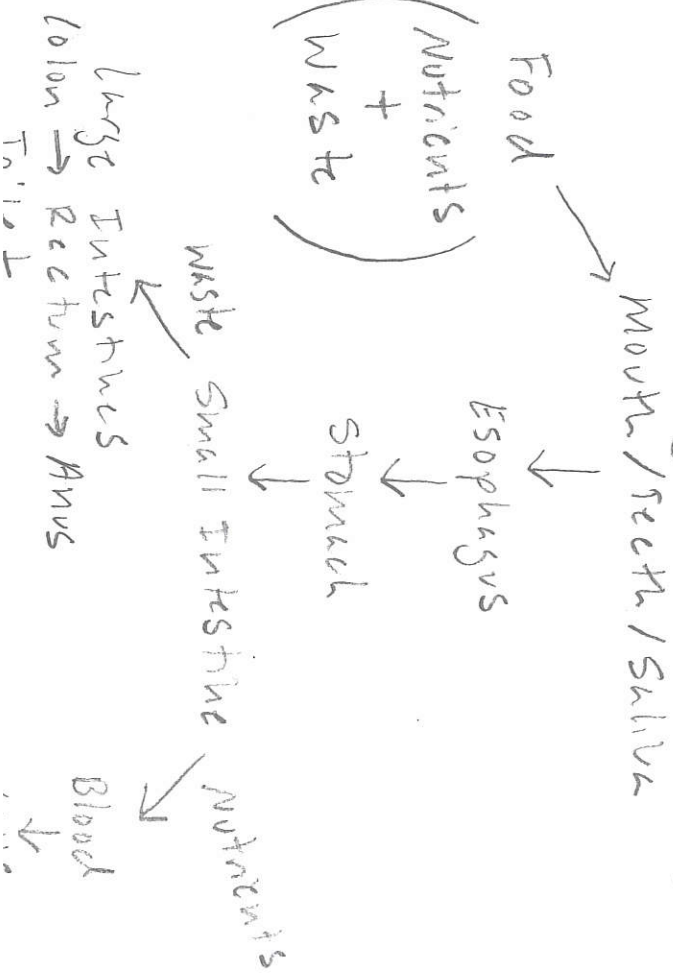 Food → Mouth/Teeth/Saliva
(Nutrients
+
Waste)
↓
Esophagus
↓
Stomach
↓
Waste Small Intestine Nutrients
Large Intestines
Blood
↓
Colon → Rectum → Anus